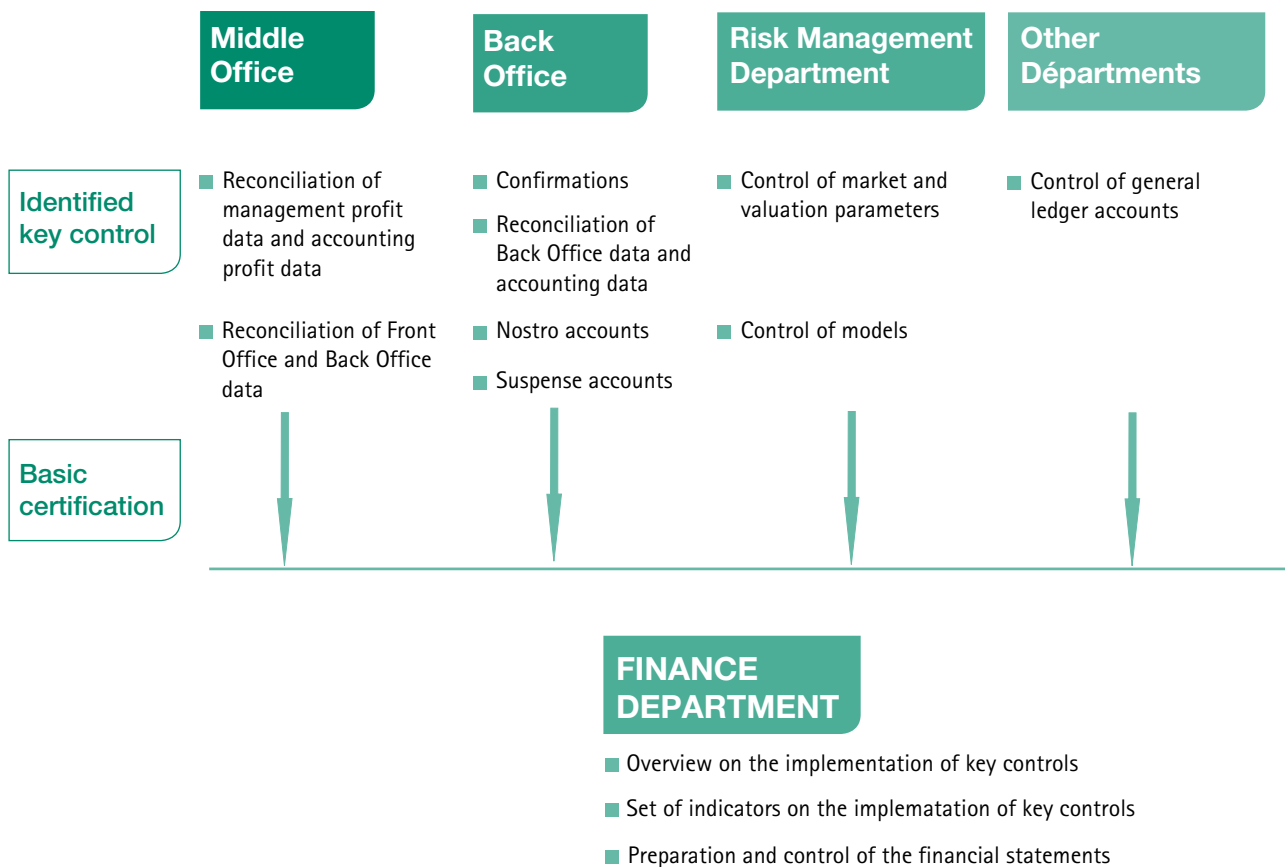 Middle
Office
Back
Office
Risk Management
Department
Other
Départments
Identified
key control
Reconciliation of
management profit
data and accounting
profit data
Reconciliation of Front
Office and Back Office
data
Confirmations
Reconciliation of
Back Office data and
accounting data
Nostro accounts
Suspense accounts
Control of market and
valuation parameters
Control of models
Control of general
ledger accounts
Basic
certification
FINANCE
DEPARTMENT
Overview on the implementation of key controls
Set of indicators on the implematation of key controls
Preparation and control of the financial statements